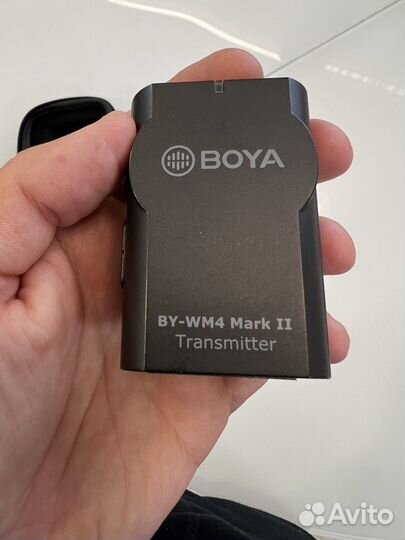 BOYA
BY-WM4 Mark II
Transmitter
Avito